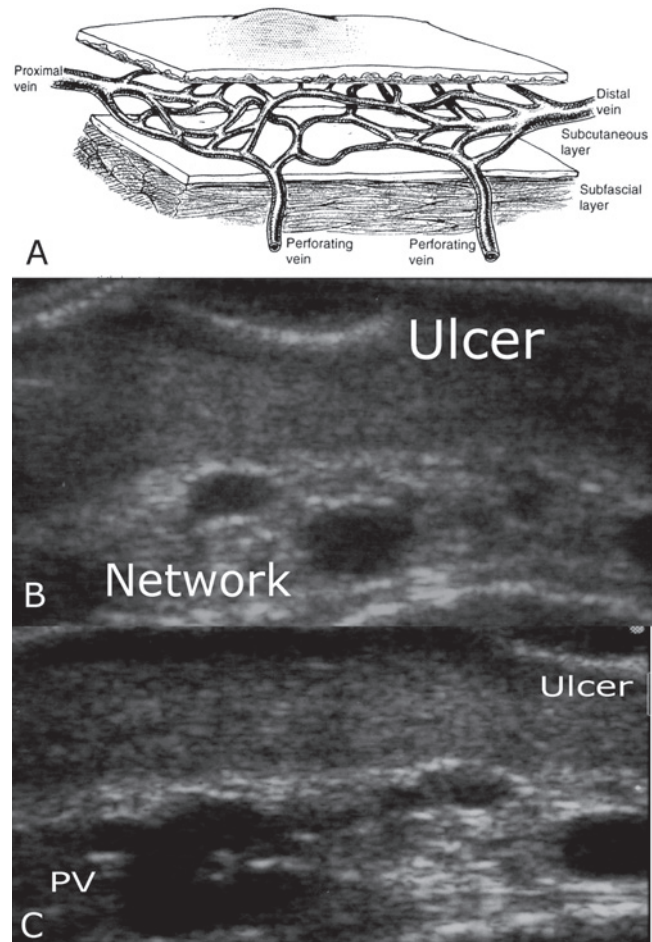 Proximal
vein
Distal
vein
Subcutaneous
layer
Subfascial
layer
Perforating
vein
Perforating
vein
A
Ulcer
Network
B
Ulcer
PV
C